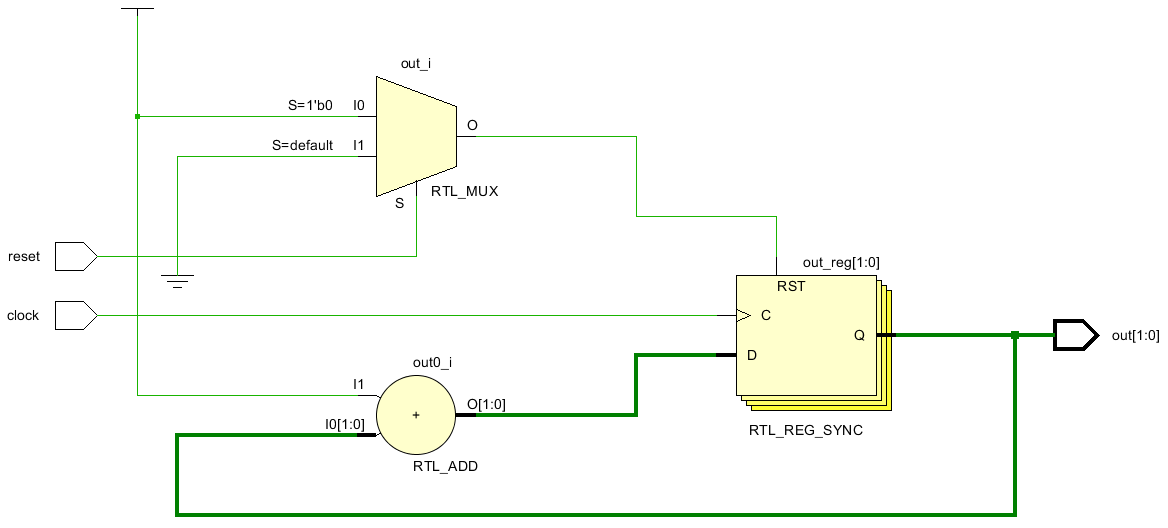 out_i
S=1'b0 I0
O
S=default I1
RTL_MUX
S
reset
out_reg[1:0]
RST
clock
C
Q
out[1:0]
D
out0_i
I1
O[1:0]
+
I0[1:0]
RTL_REG_SYNC
RTL_ADD